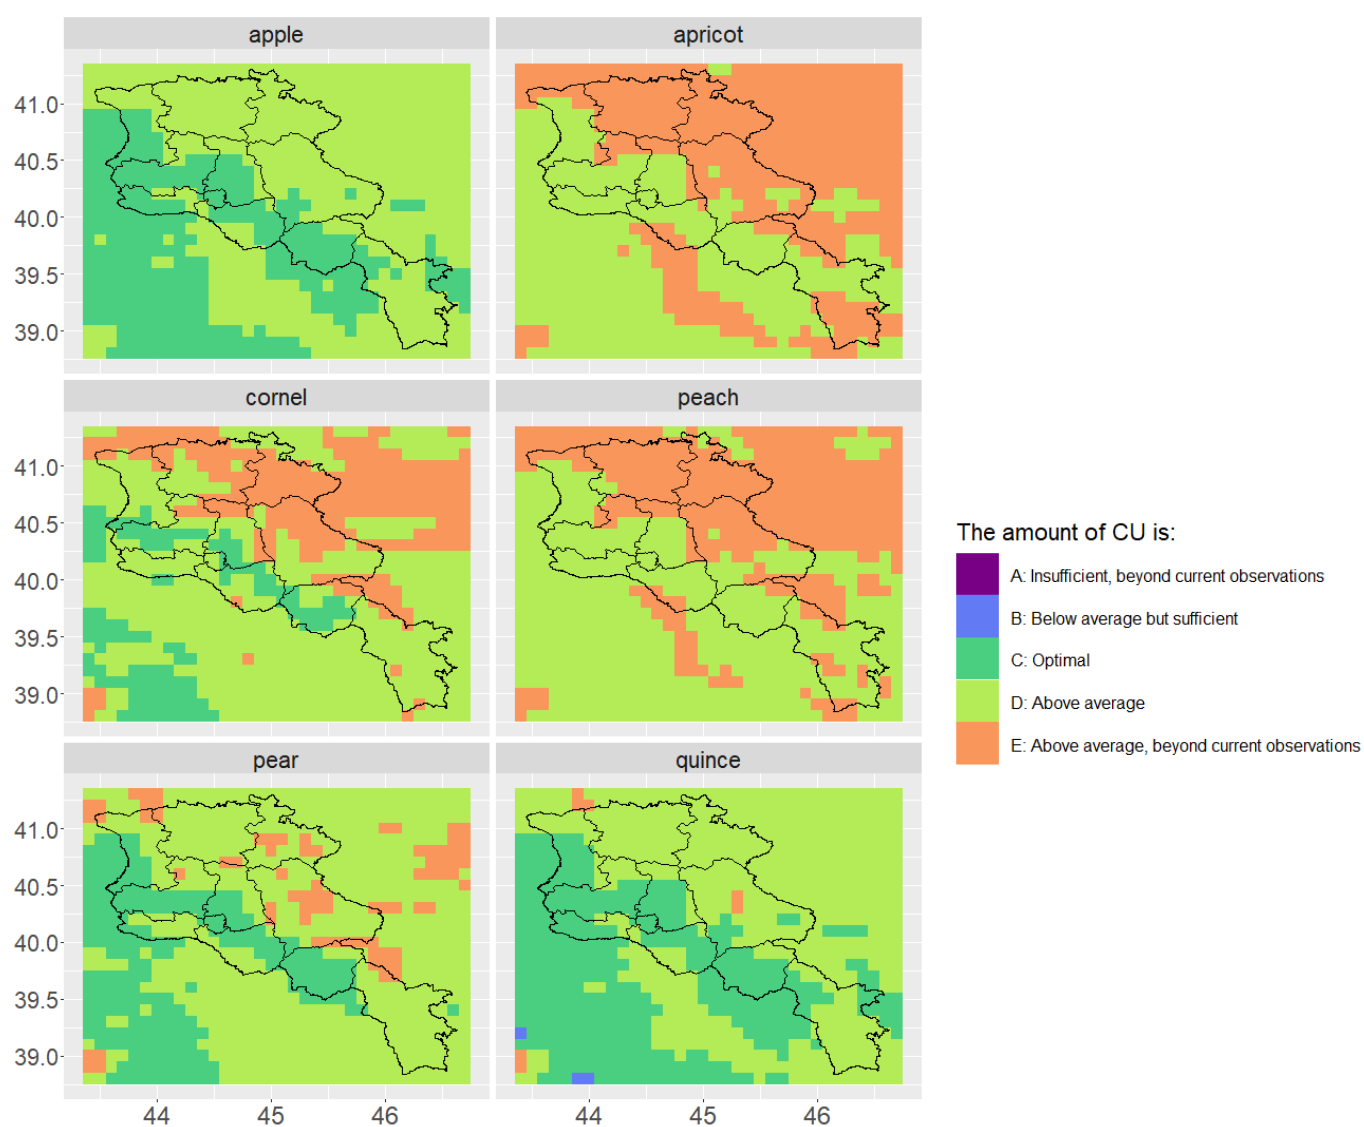 apple
apricot
41.0
40.5
40.0
39.5
39.0
cornel
peach
41.0
40.5
40.0
39.5
39.0
The amount of CU is:
A: Insufficient, beyond current observations
B: Below average but sufficient
C: Optimal
D: Above average
E: Above average, beyond current observations
pear
quince
41.0
40.5
40.0
39.5
39.0
44 45 46 44 45 46